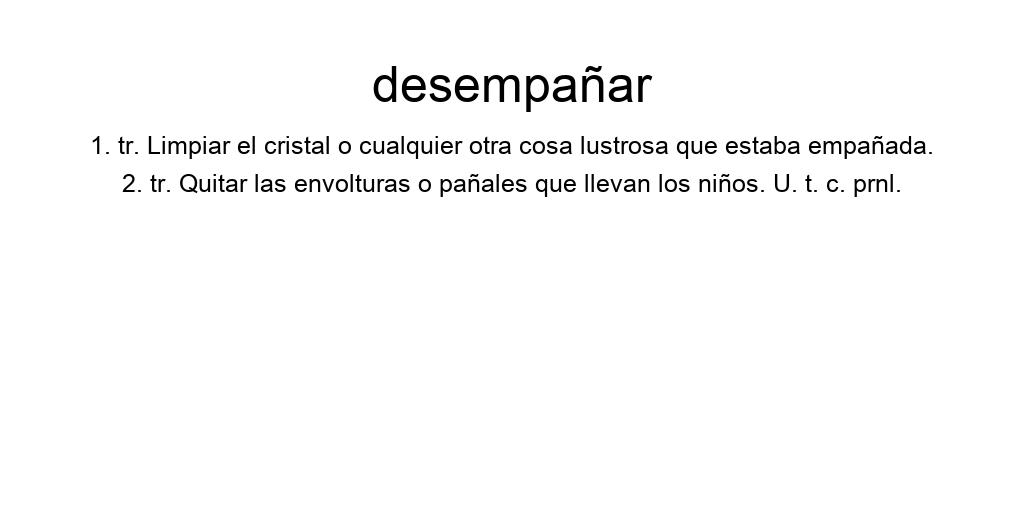 desempañar
1. tr. Limpiar el cristal o cualquier otra cosa lustrosa que estaba empañada.
2. tr. Quitar las envolturas o pañales que llevan los niños. U. t. c. prnl.